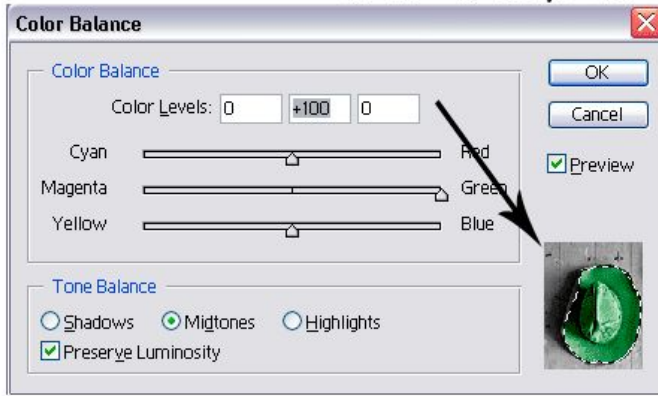 Color Balance
Color Balance
OK
Color Levels: 0 +100 0
Cancel
Cyan Red
Preview
Magenta Green
Yellow Blue
Tone Balance
Shadows Midtones Highlights
Preserve Luminosity